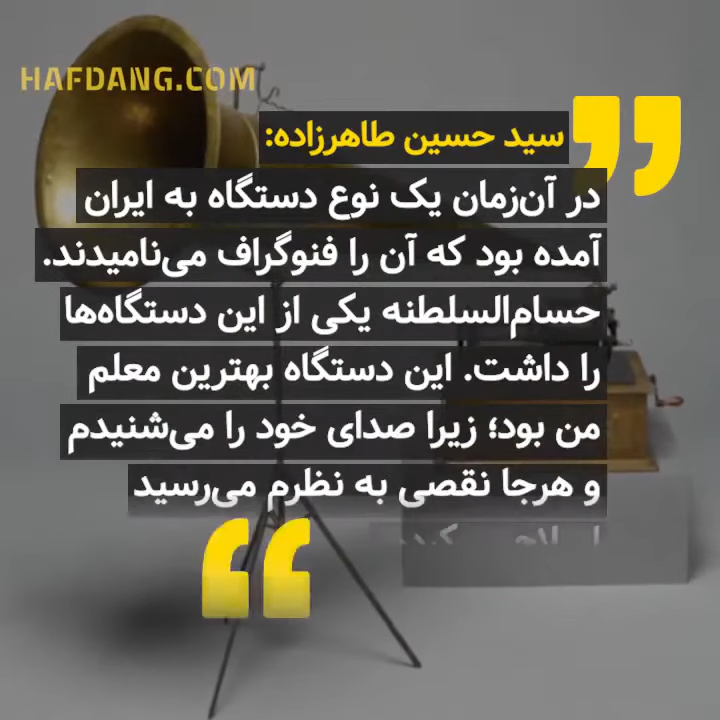 HAFDANG.COM
سید حسین طاهرزاده:
در آن‌زمان یک نوع دستگاه به ایران
آمده بود که آن را فنوگراف می‌نامیدند.
حسام‌السلطنه یکی از این دستگاه‌ها
را داشت. این دستگاه بهترین معلم
من بود؛ زیرا صدای خود را می‌شنیدم
و هرجا نقصی به نظرم می‌رسید